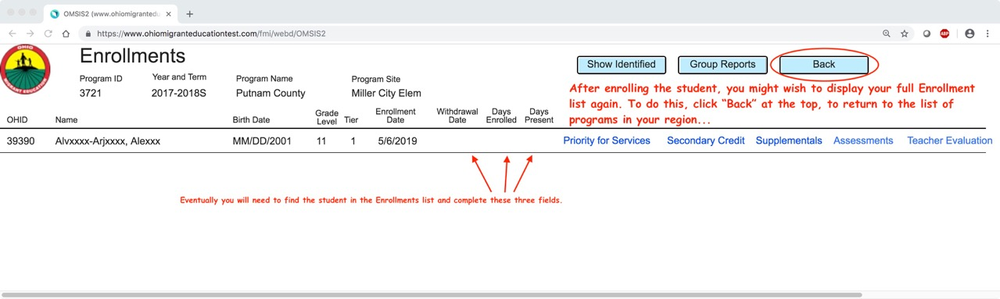 OMSIS2 (www.ohiomigrantedu
https://www.ohiomigranteducationtest.com/fmi/webd/OMSIS2
ABP
OHIO
MIGRANT EDUCATION
Enrollments
Show Identified
Group Reports
Back
Program ID
Year and Term
Program Name
Program Site
3721
2017-2018S
Putnam County
Miller City Elem
After enrolling the student, you might wish to display your full Enrollment
list again. To do this, click “Back” at the top, to return to the list of
programs in your region...
OHID
Name
Birth Date
Grade
Level
Tier
Enrollment
Date
Withdrawal
Date
Days
Enrolled
Days
Present
39390 Alvxxxx-Arjxxxx, Alexxx MM/DD/2001 11 1 5/6/2019 Priority for Services Secondary Credit Supplementals Assessments Teacher Evaluation
Eventually you will need to find the student in the Enrollments list and complete these three fields.